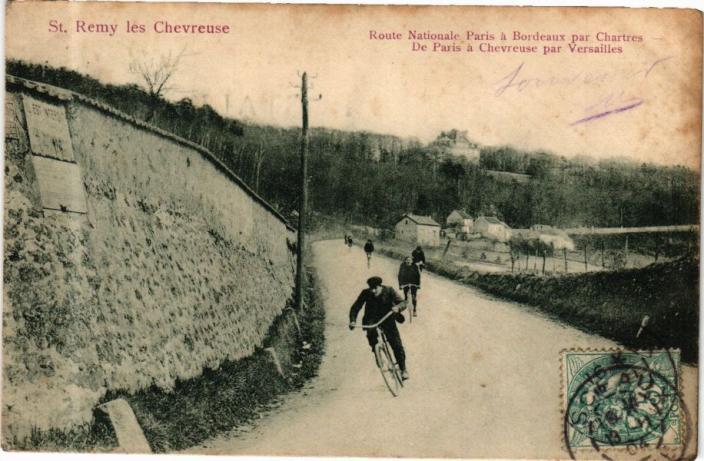 St. Remy les Chevreuse
Route Nationale Paris à Bordeaux par Chartres
De Paris à Chevreuse par Versailles
Souvenir